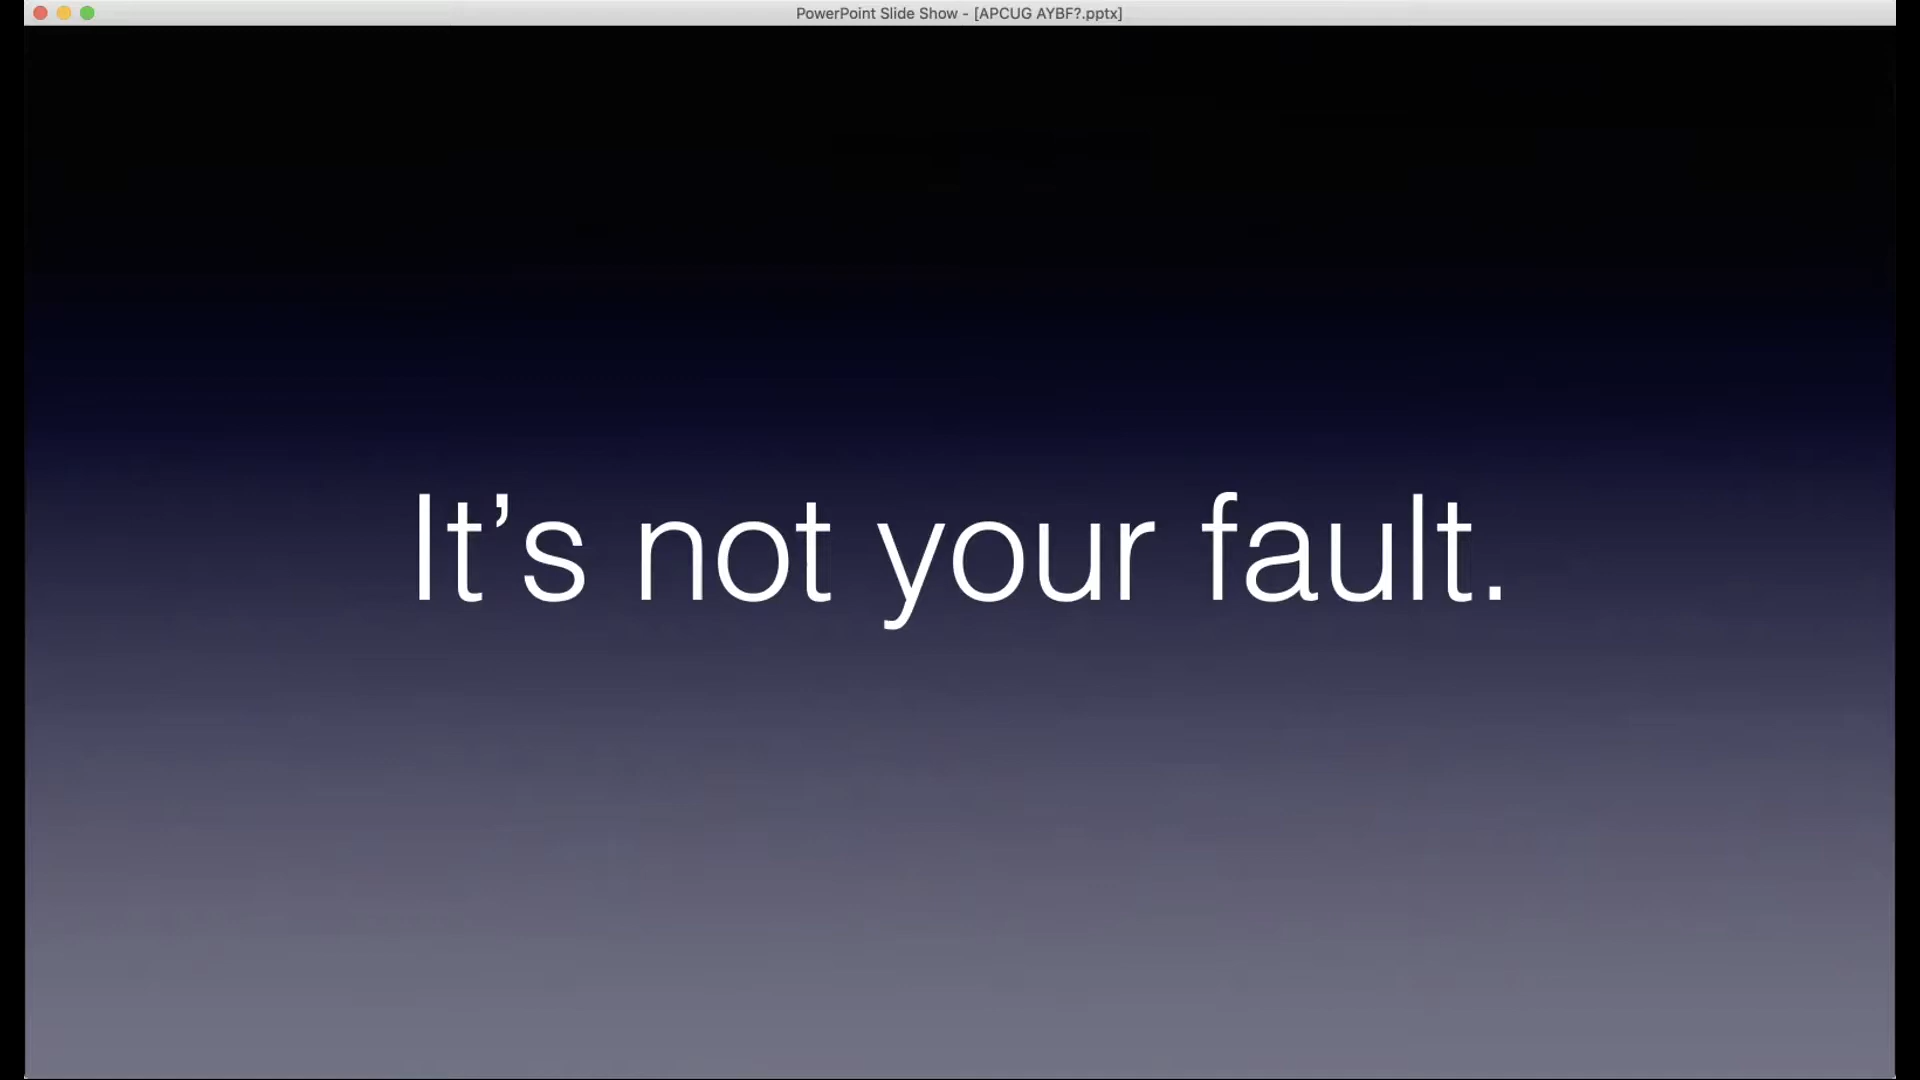 PowerPoint Slide Show - [APCUG AYBF?.pptx]
It’s not your fault.